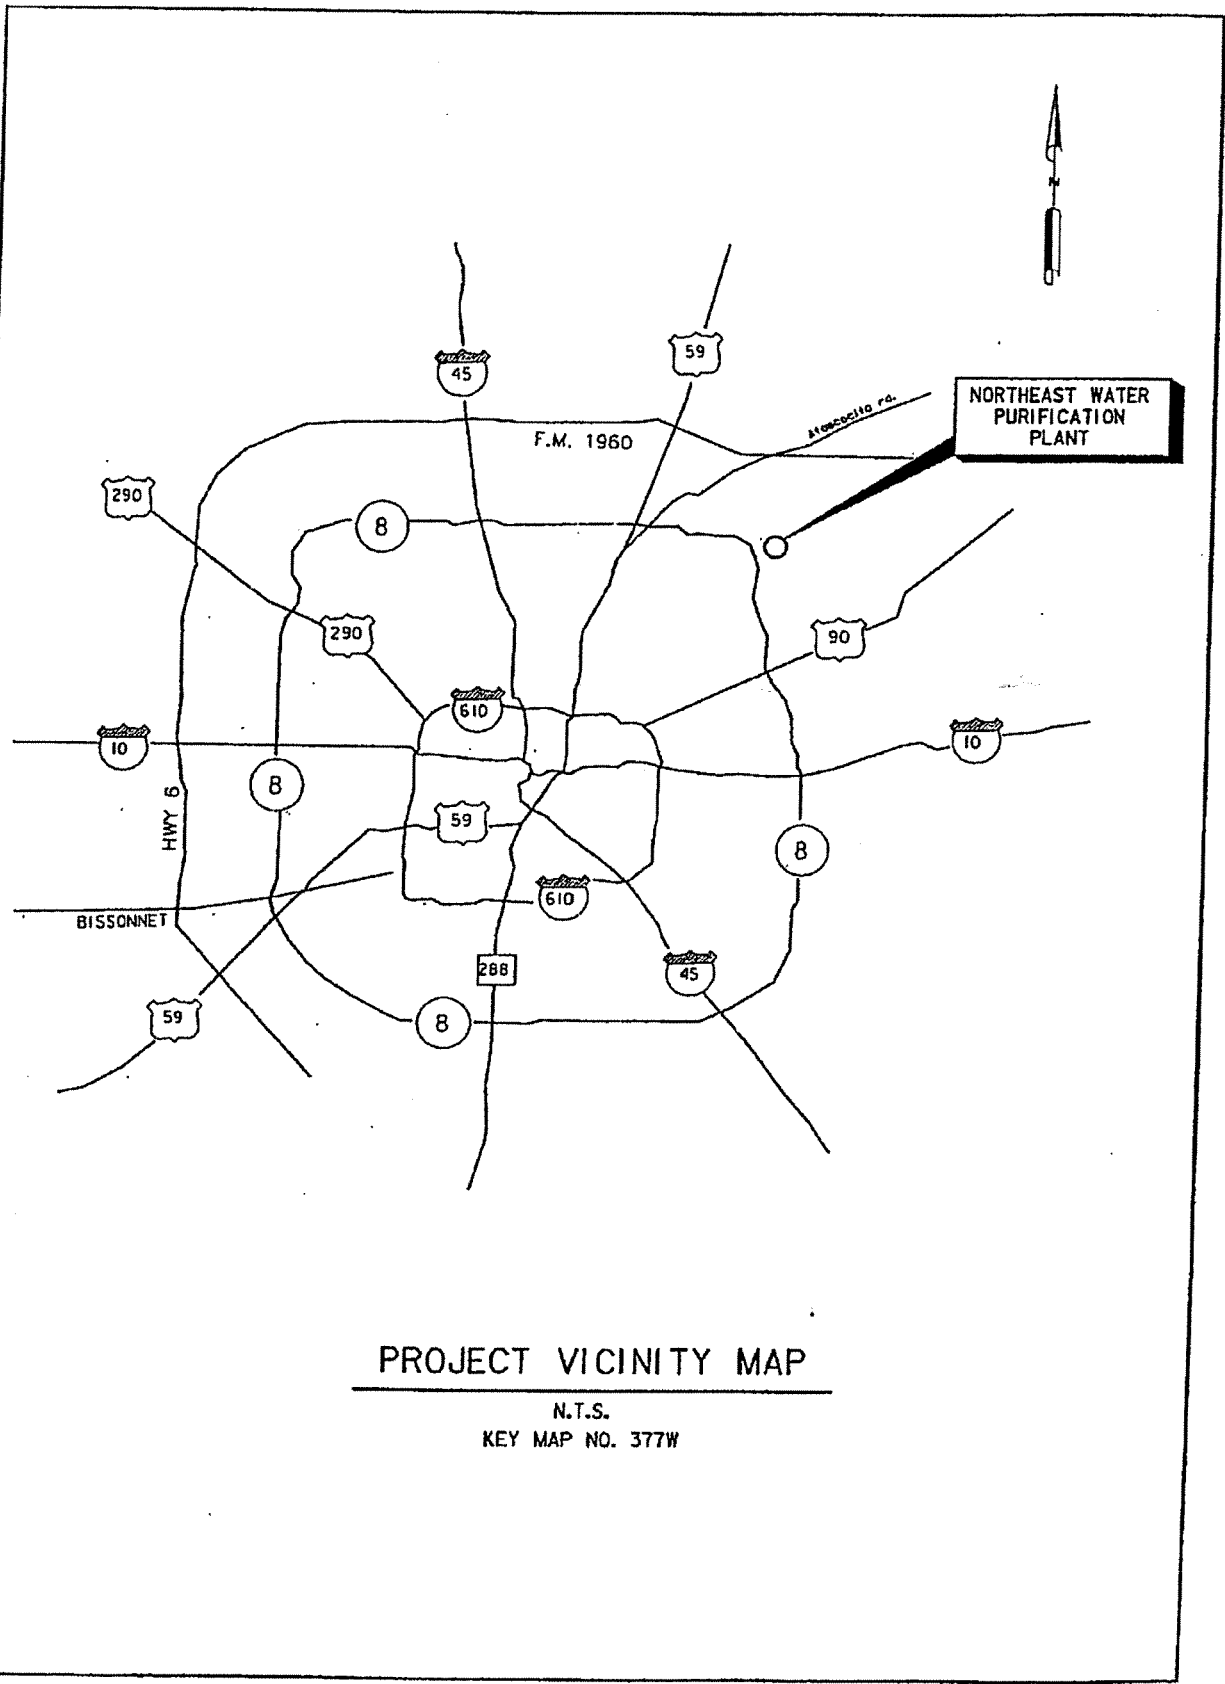 N
59
45
NORTHEAST WATER
PURIFICATION
PLANT
Atascocita rd.
F.M. 1960
290
8
290
90
610
10
10
8
HWY 6
59
8
610
BISSONNET
288
45
59
8
PROJECT VICINITY MAP
N.T.S.
KEY MAP NO. 377W